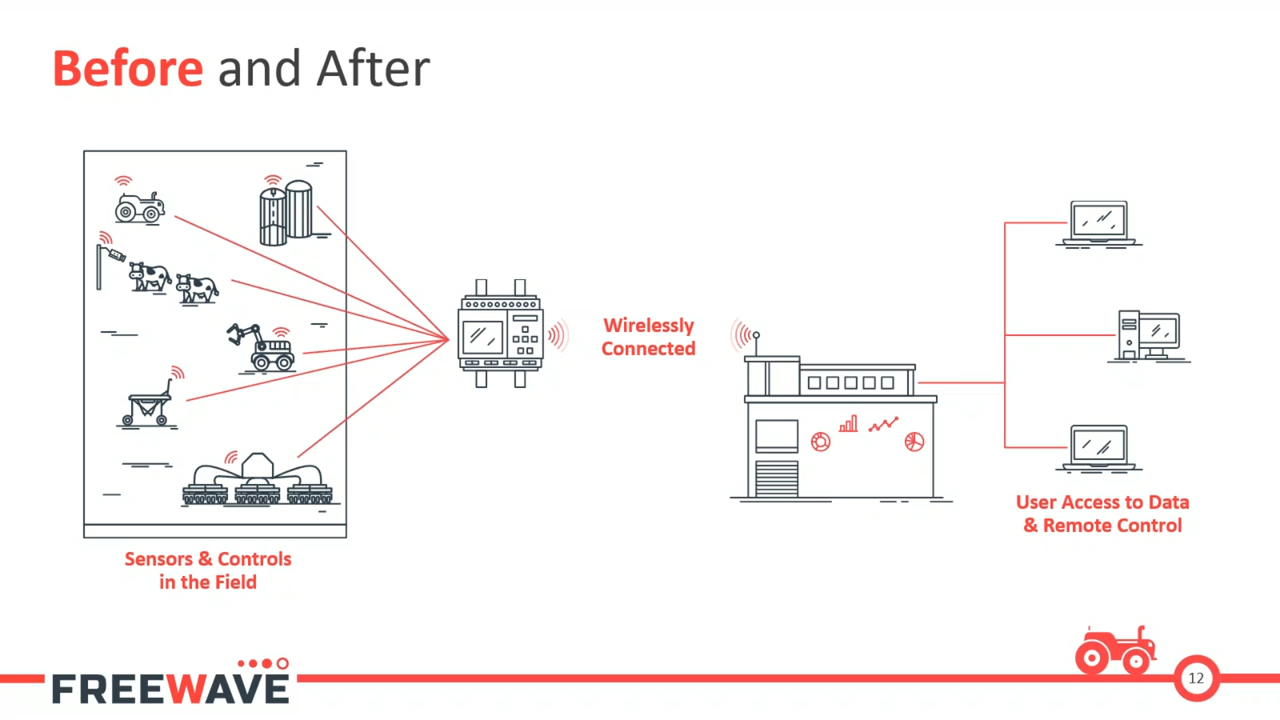 Before and After
Wirelessly
Connected
User Access to Data
& Remote Control
Sensors & Controls
in the Field
FREEWAVE
12